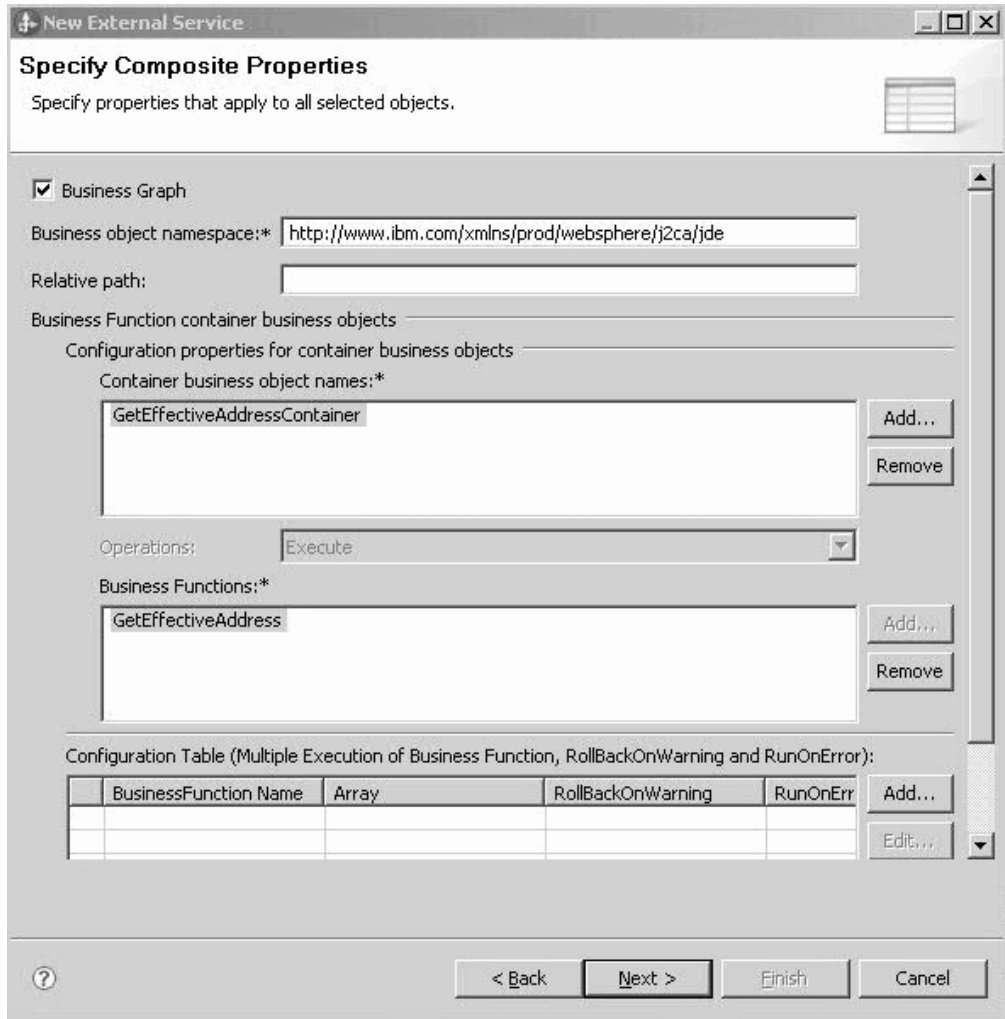 New External Service
Specify Composite Properties
Specify properties that apply to all selected objects.
Business Graph
Business object namespace:* http://www.ibm.com/xmlns/prod/websphere/j2ca/jde
Relative path:
Business Function container business objects
Configuration properties for container business objects
Container business object names:*
GetEffectiveAddressContainer
Add...
Remove
Operations: Execute
Business Functions:*
GetEffectiveAddress
Add...
Remove
Configuration Table (Multiple Execution of Business Function, RollBackOnWarning and RunOnError):
BusinessFunction Name Array RollBackOnWarning RunOnErr
Add...
Edit...
? < Back Next > Finish Cancel